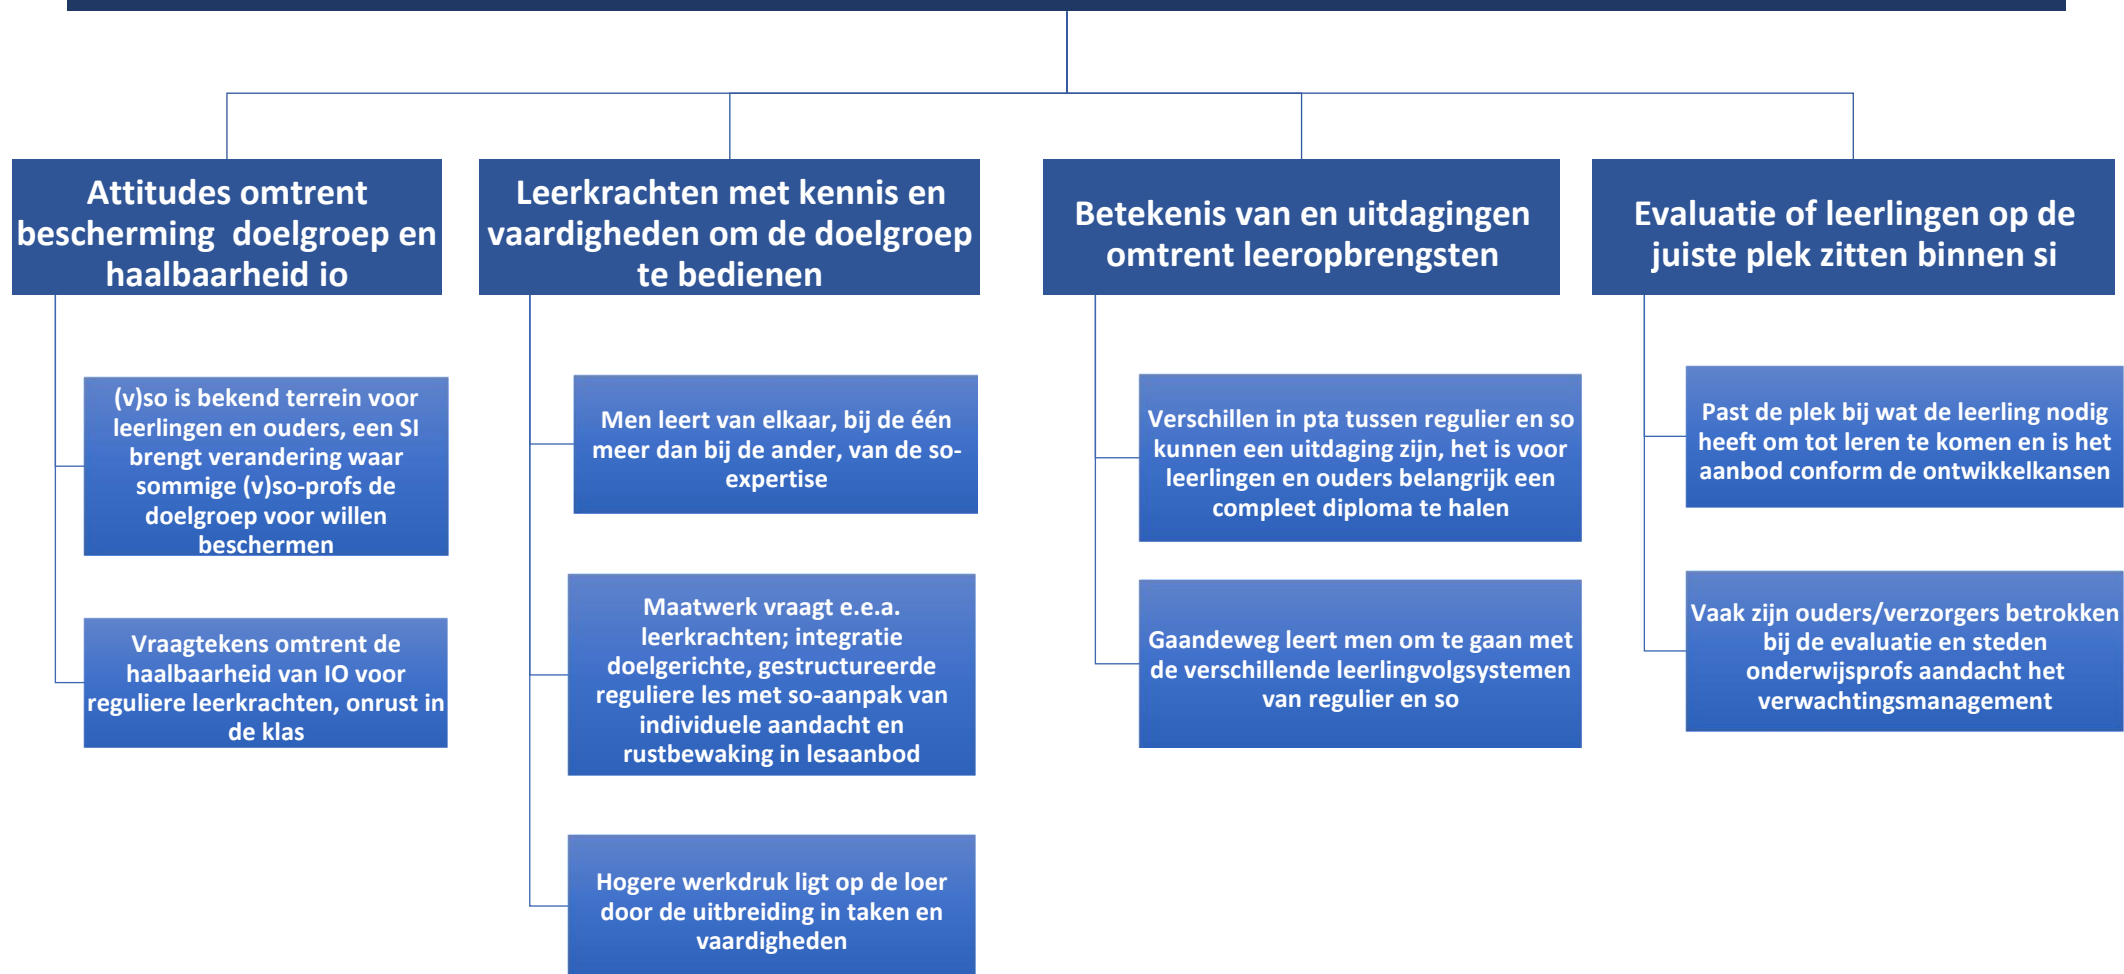 Attitudes omtrent
bescherming doelgroep en
haalbaarheid io
(v)so is bekend terrein voor
leerlingen en ouders, een SI
brengt verandering waar
sommige (v)so-profs de
doelgroep voor willen
beschermen
Vraagtekens omtrent de
haalbaarheid van IO voor
reguliere leerkrachten, onrust in
de klas
Leerkrachten met kennis en
vaardigheden om de doelgroep
te bedienen
Men leert van elkaar, bij de één
meer dan bij de ander, van de so-
expertise
Maatwerk vraagt e.e.a.
leerkrachten; integratie
doelgerichte, gestructureerde
reguliere les met so-aanpak van
individuele aandacht en
rustbewaking in lesaanbod
Hogere werkdruk ligt op de loer
door de uitbreiding in taken en
vaardigheden
Betekenis van en uitdagingen
omtrent leeropbrengsten
Verschillen in pta tussen regulier en so
kunnen een uitdaging zijn, het is voor
leerlingen en ouders belangrijk een
compleet diploma te halen
Gaandeweg leert men om te gaan met
de verschillende leerlingvolgsystemen
van regulier en so
Evaluatie of leerlingen op de
juiste plek zitten binnen si
Past de plek bij wat de leerling nodig
heeft om tot leren te komen en is het
aanbod conform de ontwikkelkansen
Vaak zijn ouders/verzorgers betrokken
bij de evaluatie en steden
onderwijsprofs aandacht het
verwachtingsmanagement